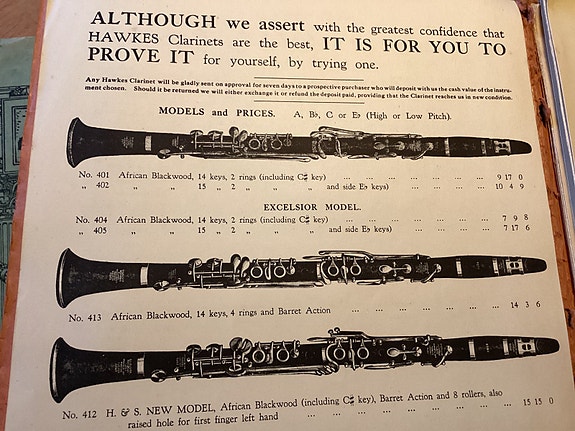 ALTHOUGH we assert with the greatest confidence that
HAWKES Clarinets are the best, IT IS FOR YOU TO
PROVE IT for yourself, by trying one.
Any Hawkes Clarinet will be gladly sent on approval for seven days to a prospective purchaser who will deposit with us the cash value of the instru-
ment chosen. Should it be returned we will either exchange it or refund the deposit paid, providing that the Clarinet reaches us in new condition.
MODELS and PRICES. A, B♭, C or E♭ (High or Low Pitch).
No. 401 African Blackwood, 14 keys, 2 rings (including C♯ key) ... ... ... ... ... ... 9 17 0
„ 402 „ „ 15 „ 2 „ „ „ and side E♭ keys) ... ... ... ... 10 4 9
EXCELSIOR MODEL.
No. 404 African Blackwood, 14 keys, 2 rings (including C♯ key) ... ... ... ... ... ... 7 9 8
„ 405 „ „ 15 „ 2 „ „ „ and side E♭ keys) ... ... ... ... 7 17 6
No. 413 African Blackwood, 14 keys, 4 rings and Barret Action ... ... ... ... ... ... 14 3 6
No. 412 H. & S. NEW MODEL, African Blackwood (including C♯ key), Barret Action and 8 rollers, also
raised hole for first finger left hand ... ... ... ... ... ... ... 15 15 0